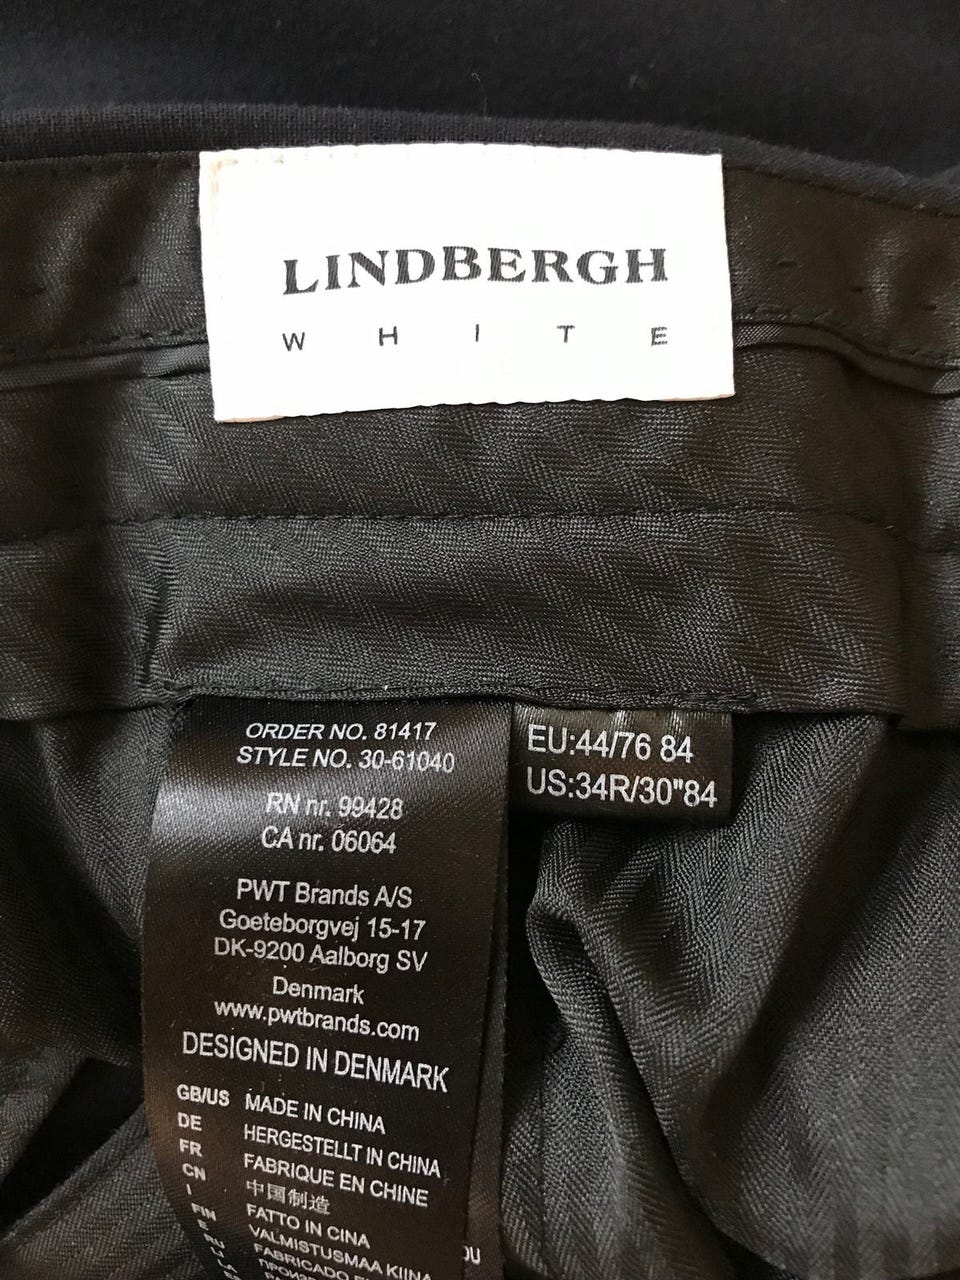 LINDBERGH
WHITE
ORDER NO. 81417
STYLE NO. 30-61040
RN nr. 99428
CA nr. 06064
PWT Brands A/S
Goeteborgvej 15-17
DK-9200 Aalborg SV
Denmark
www.pwtbrands.com
DESIGNED IN DENMARK
GB/US MADE IN CHINA
DE HERGESTELLT IN CHINA
FR FABRIQUE EN CHINE
CN 中国制造
I FATTO IN CINA
FIN VALMISTUSMAA KIINA
E FABRICADO
RU
EU:44/76 84
US:34R/30"84